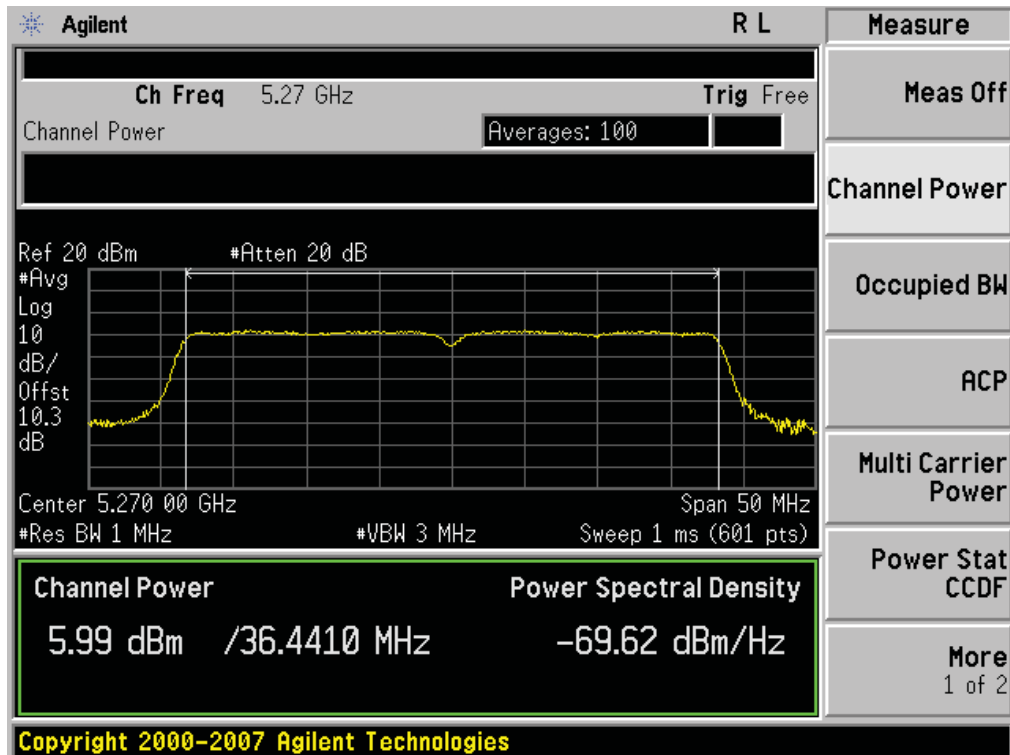 Agilent
R L
Ch Freq 5.27 GHz
Trig Free
Channel Power
Averages: 100
Ref 20 dBm
#Atten 20 dB
#Avg
Log
10
dB/
Offst
10.3
dB
Center 5.270 00 GHz
Span 50 MHz
#Res BW 1 MHz
#VBW 3 MHz
Sweep 1 ms (601 pts)
Channel Power
Power Spectral Density
5.99 dBm /36.4410 MHz
-69.62 dBm/Hz
Copyright 2000-2007 Agilent Technologies
Measure
Meas Off
Channel Power
Occupied BW
ACP
Multi Carrier
Power
Power Stat
CCDF
More
1 of 2